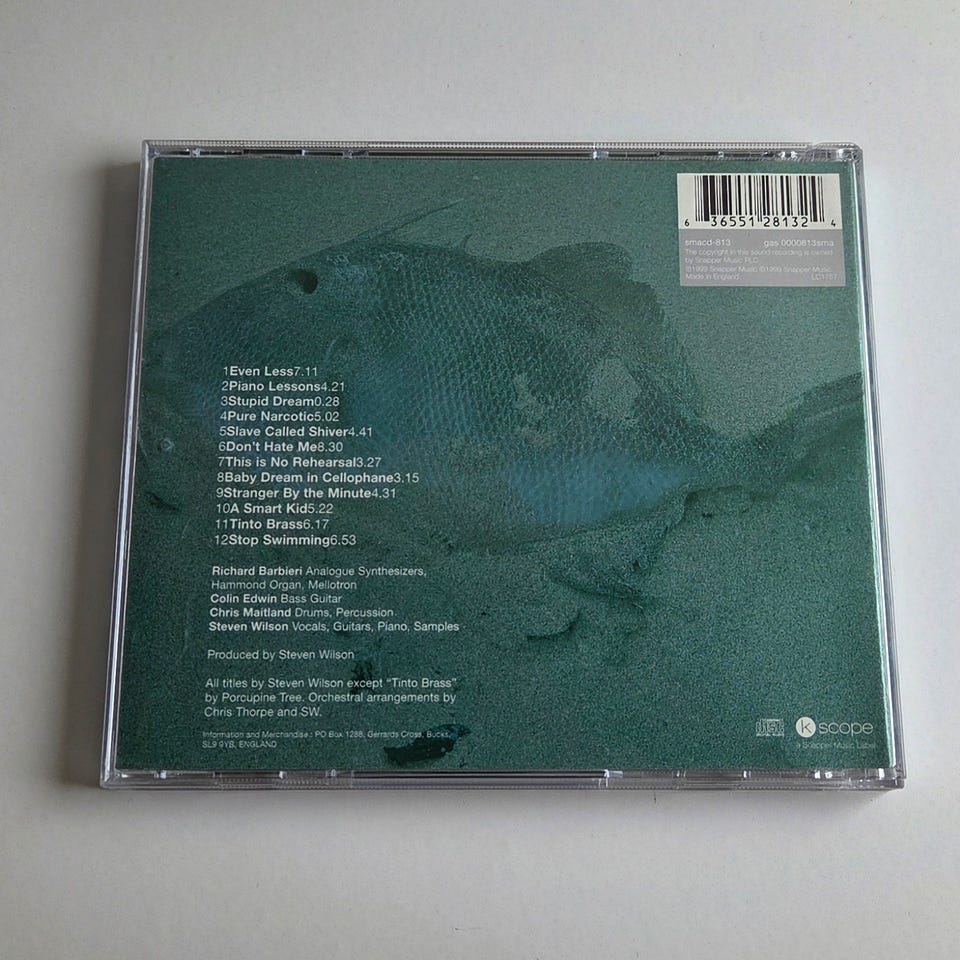 6 36551 28132 4
smacd-813 gas 0000813sma
The copyright in this sound recording is owned
by Snapper Music PLC
℗1999 Snapper Music ©1999 Snapper Music
Made in England LC1757
1Even Less7.11
2Piano Lessons4.21
3Stupid Dream0.28
4Pure Narcotic5.02
5Slave Called Shiver4.41
6Don't Hate Me8.30
7This is No Rehearsal3.27
8Baby Dream in Cellophane3.15
9Stranger By the Minute4.31
10A Smart Kid5.22
11Tinto Brass6.17
12Stop Swimming6.53
Richard Barbieri Analogue Synthesizers,
Hammond Organ, Mellotron
Colin Edwin Bass Guitar
Chris Maitland Drums, Percussion
Steven Wilson Vocals, Guitars, Piano, Samples
Produced by Steven Wilson
All titles by Steven Wilson except "Tinto Brass"
by Porcupine Tree. Orchestral arrangements by
Chris Thorpe and SW.
Information and Merchandise : PO Box 1288, Gerrards Cross, Bucks,
SL9 9YB, ENGLAND
disc
DIGITAL AUDIO
k scope
a Snapper Music Label